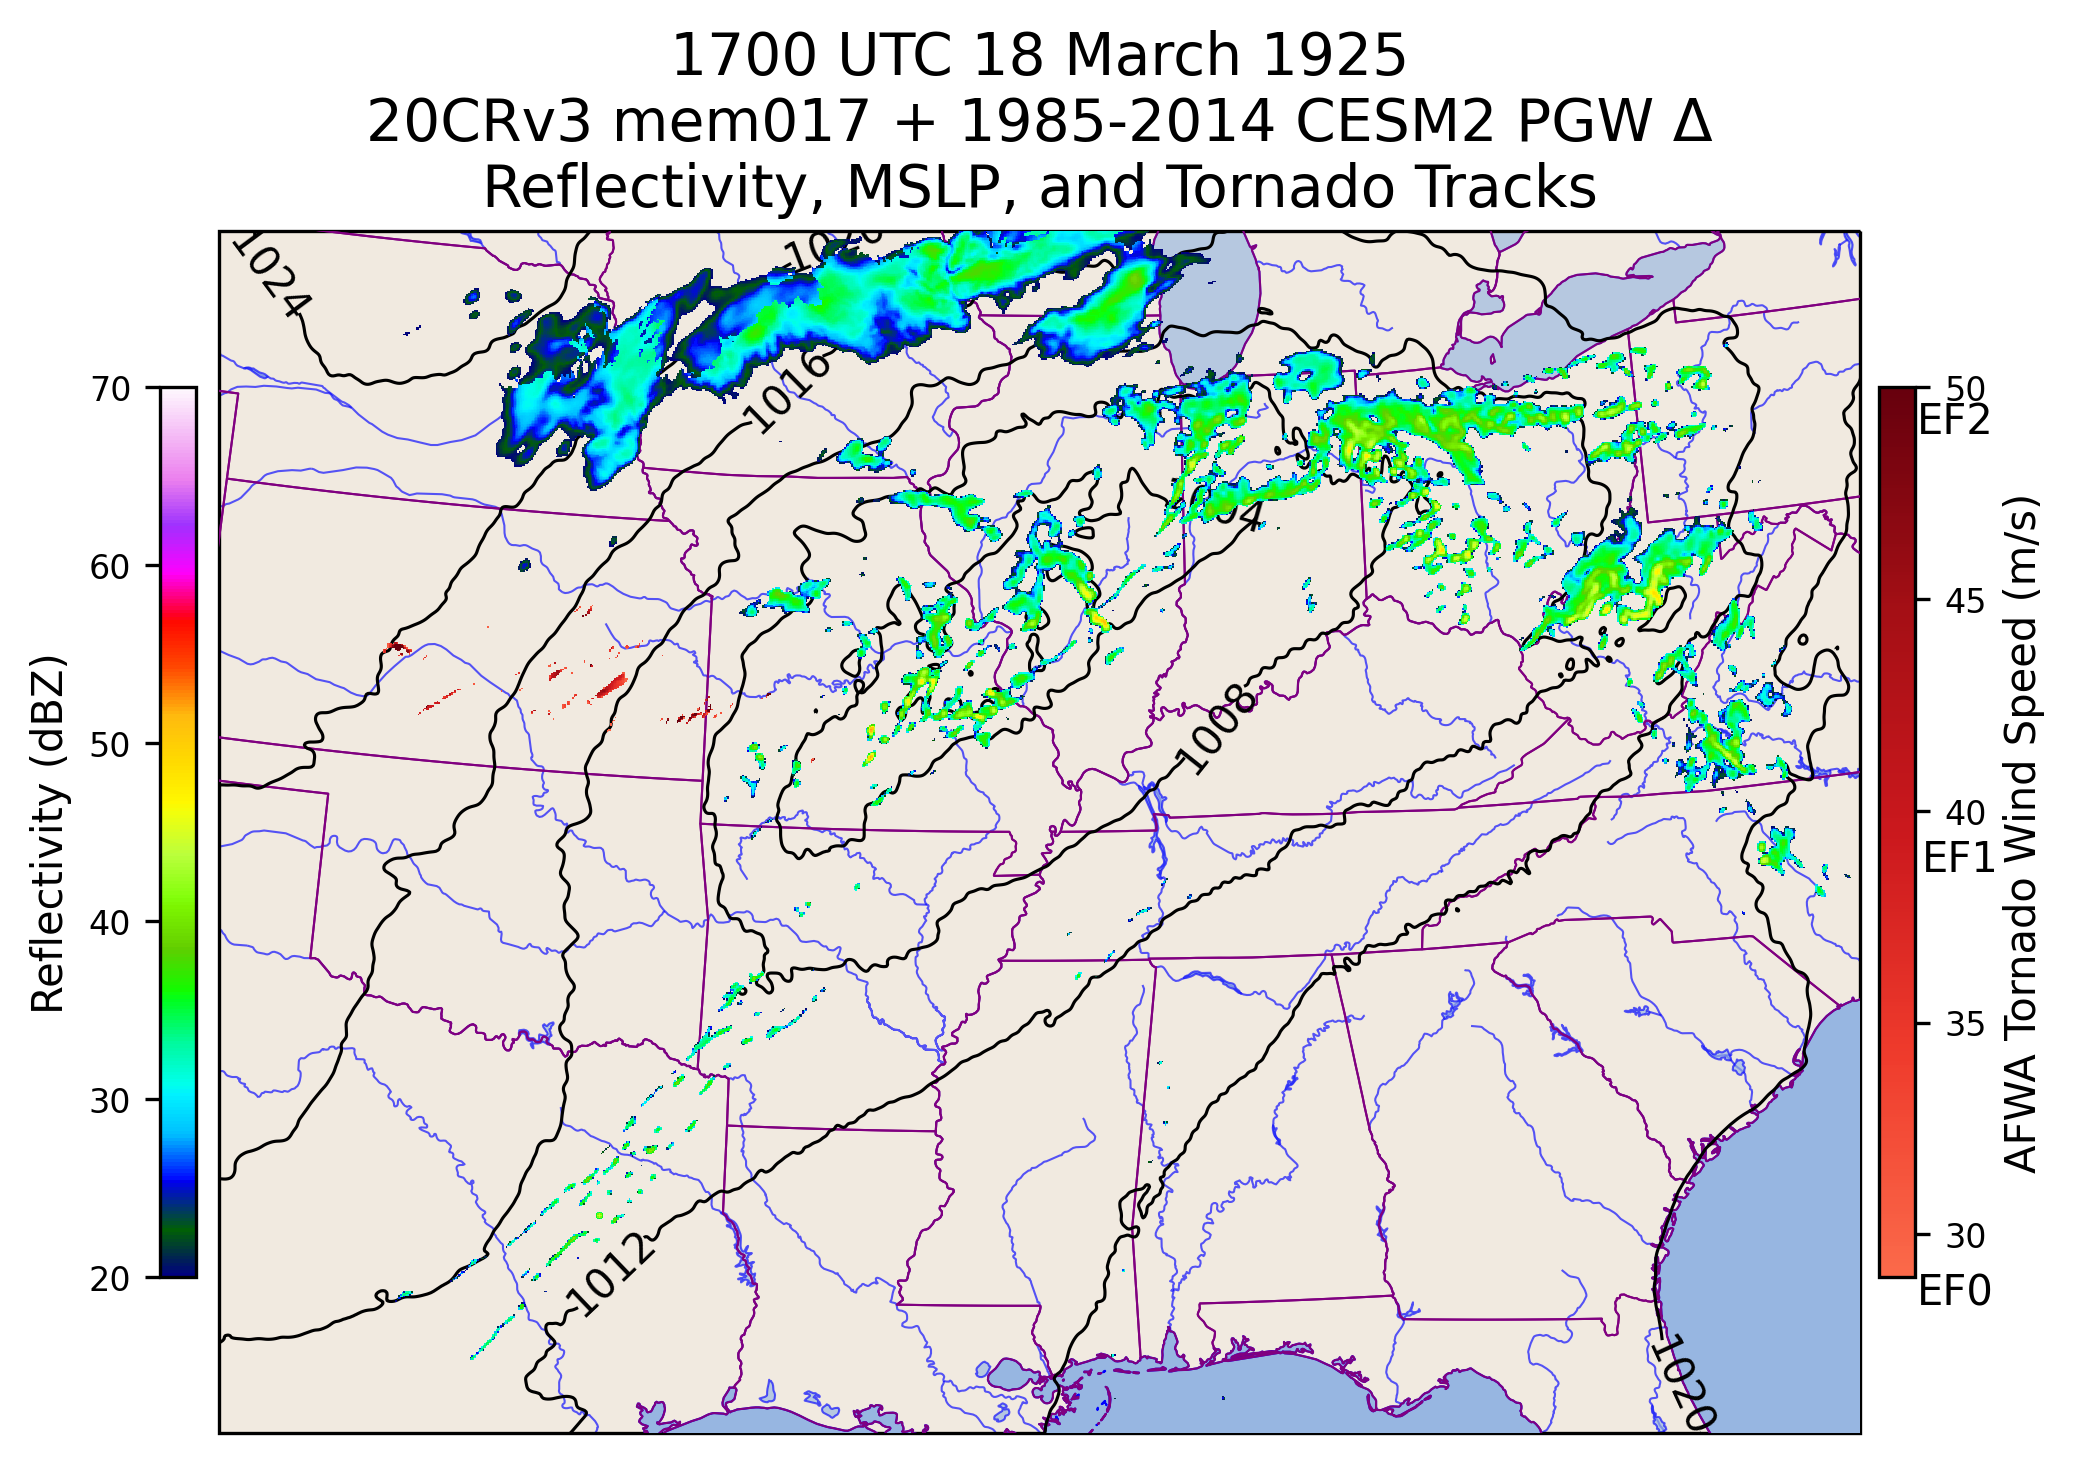 1700 UTC 18 March 1925
20CRv3 mem017 + 1985-2014 CESM2 PGW Δ
Reflectivity, MSLP, and Tornado Tracks
1024
1016
1008
1012
1020
Reflectivity (dBZ)
70
60
50
40
30
20
50
EF2
45
40
EF1
35
30
EF0
AFWA Tornado Wind Speed (m/s)